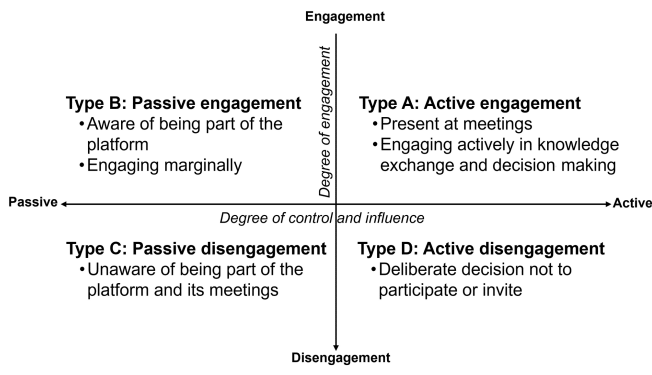 Engagement
Degree of engagement
Type B: Passive engagement
•Aware of being part of the
platform
•Engaging marginally
Type A: Active engagement
•Present at meetings
•Engaging actively in knowledge
exchange and decision making
Passive
Active
Degree of control and influence
Type C: Passive disengagement
•Unaware of being part of the
platform and its meetings
Type D: Active disengagement
•Deliberate decision not to
participate or invite
Disengagement